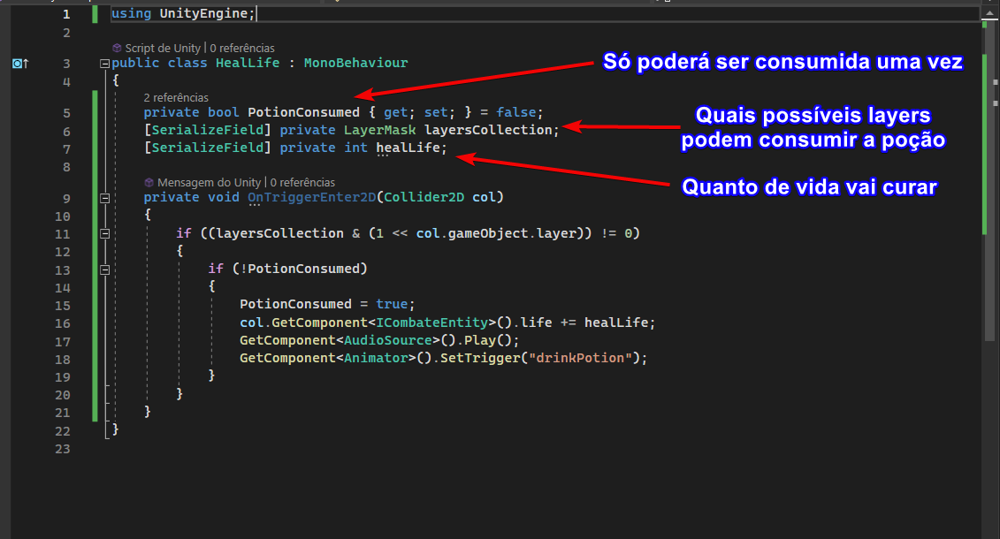 1 using UnityEngine;
2
Script de Unity | 0 referências
3 public class HealLife : MonoBehaviour
Só poderá ser consumida uma vez
4 {
2 referências
5 private bool PotionConsumed { get; set; } = false;
6 [SerializeField] private LayerMask layersCollection;
Quais possíveis layers
podem consumir a poção
7 [SerializeField] private int healLife;
8
Quanto de vida vai curar
Mensagem do Unity | 0 referências
9 private void OnTriggerEnter2D(Collider2D col)
10 {
11 if ((layersCollection & (1 << col.gameObject.layer)) != 0)
12 {
13 if (!PotionConsumed)
14 {
15 PotionConsumed = true;
16 col.GetComponent<ICombateEntity>().life += healLife;
17 GetComponent<AudioSource>().Play();
18 GetComponent<Animator>().SetTrigger("drinkPotion");
19 }
20 }
21 }
22 }
23